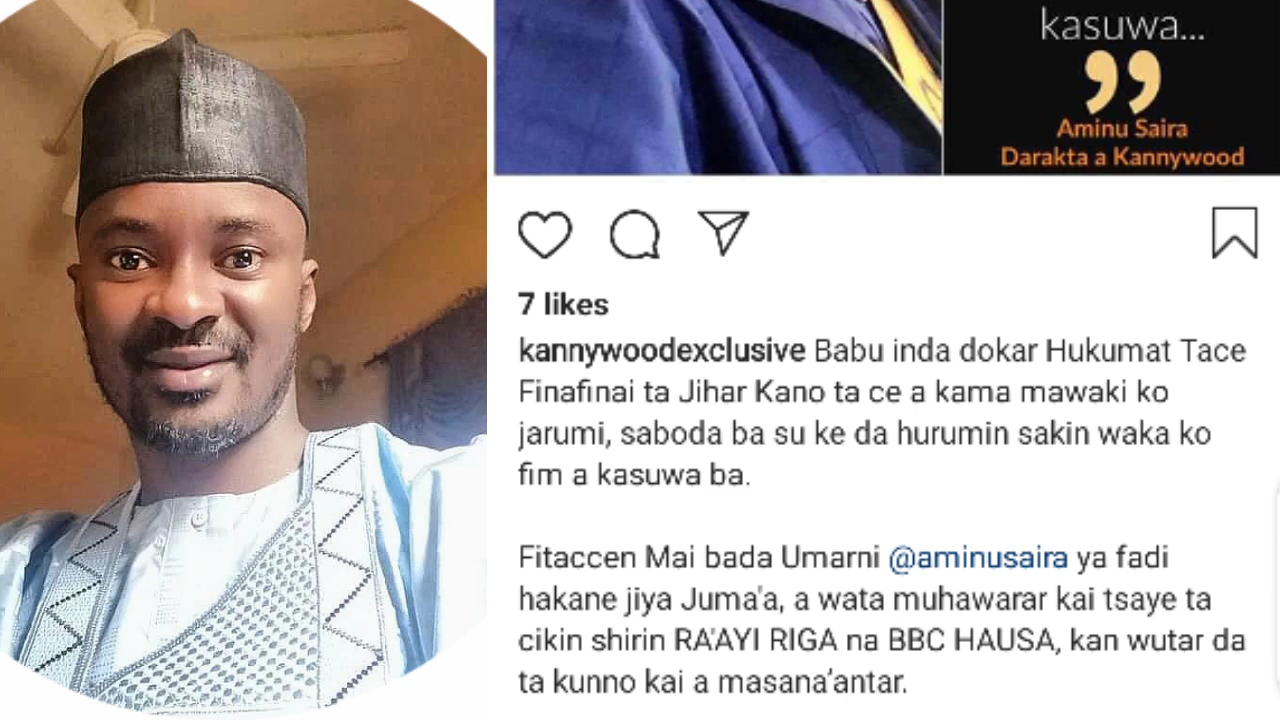 kasuwa...
Aminu Saira
Darakta a Kannywood
7 likes
kannywoodexclusive Babu inda dokar Hukumat Tace
Finafinai ta Jihar Kano ta ce a kama mawaki ko
jarumi, saboda ba su ke da hurumin sakin waka ko
fim a kasuwa ba.
Fitaccen Mai bada Umarni @aminusaira ya fadi
hakane jiya Juma'a, a wata muhawarar kai tsaye ta
cikin shirin RA'AYI RIGA na BBC HAUSA, kan wutar da
ta kunno kai a masana'antar.